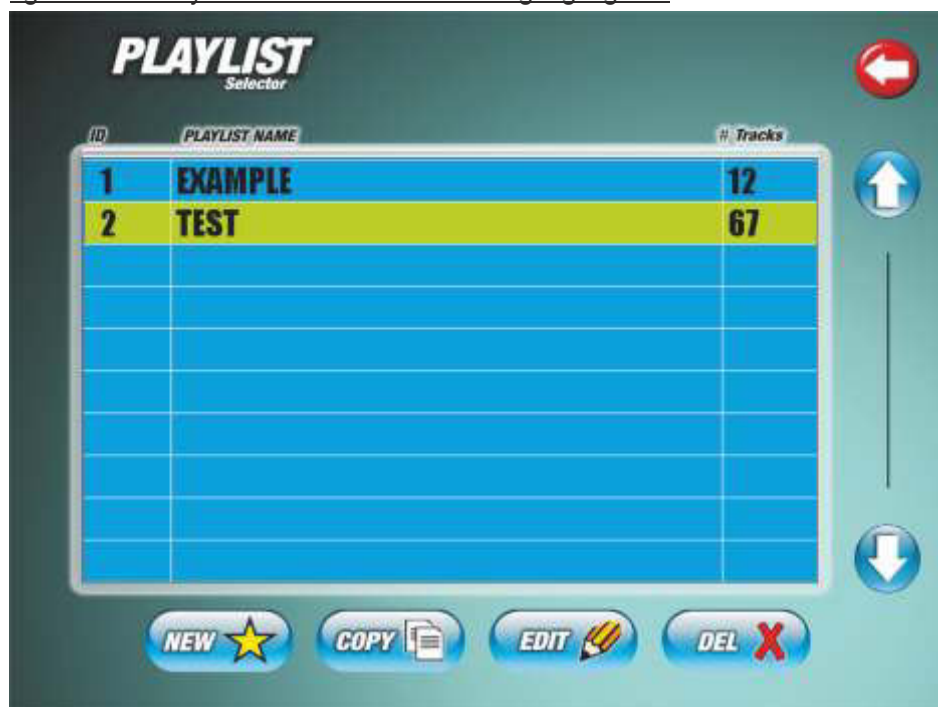 PLAYLIST
Selector
ID PLAYLIST NAME # Tracks
1 EXAMPLE 12
2 TEST 67
NEW COPY EDIT DEL